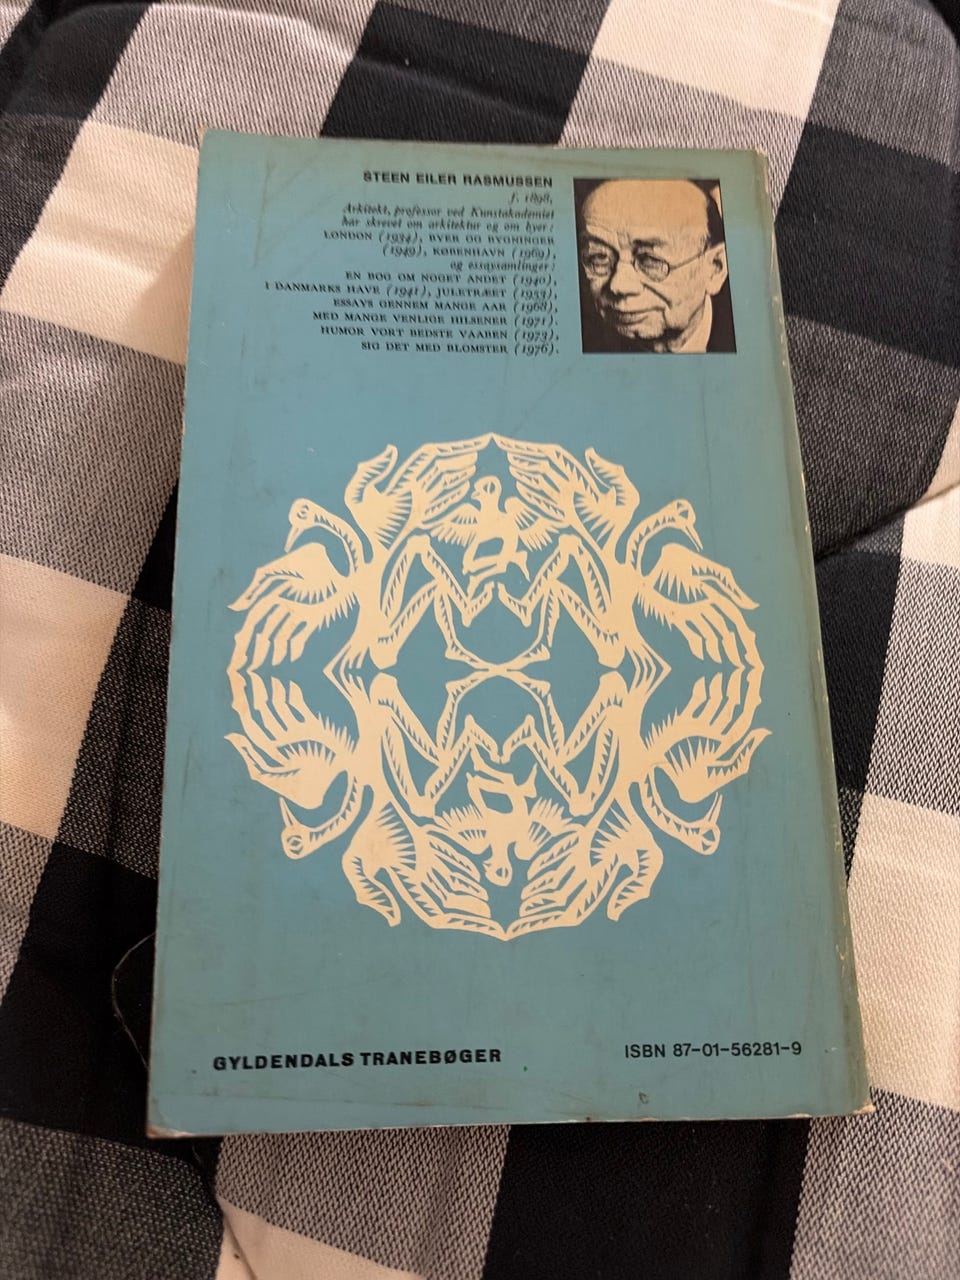 STEEN EILER RASMUSSEN
f. 1898,
Arkitekt, professor ved Kunstakademiet
har skrevet om arkitektur og om byer:
LONDON (1934), BYER OG BYGNINGER
(1949), KØBENHAVN (1969),
og essaysamlinger:
EN BOG OM NOGET ANDET (1940),
I DANMARKS HAVE (1941), JULETRÆET (1953),
ESSAYS GENNEM MANGE AAR (1968),
MED MANGE VENLIGE HILSENER (1971).
HUMOR VORT BEDSTE VAABEN (1973),
SIG DET MED BLOMSTER (1976).
GYLDENDALS TRANEBØGER
ISBN 87-01-56281-9